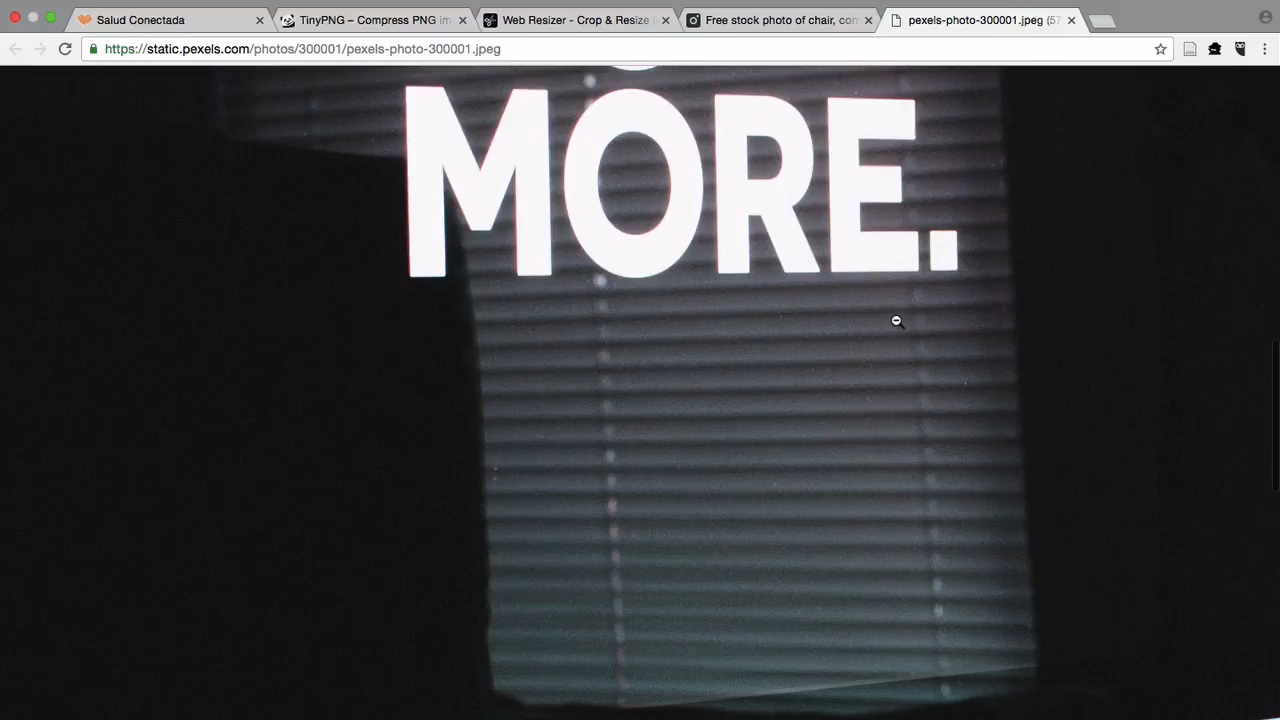 Salud Conectada
TinyPNG – Compress PNG im
Web Resizer - Crop & Resize
Free stock photo of chair, con
pexels-photo-300001.jpeg (57
https://static.pexels.com/photos/300001/pexels-photo-300001.jpeg
MORE.